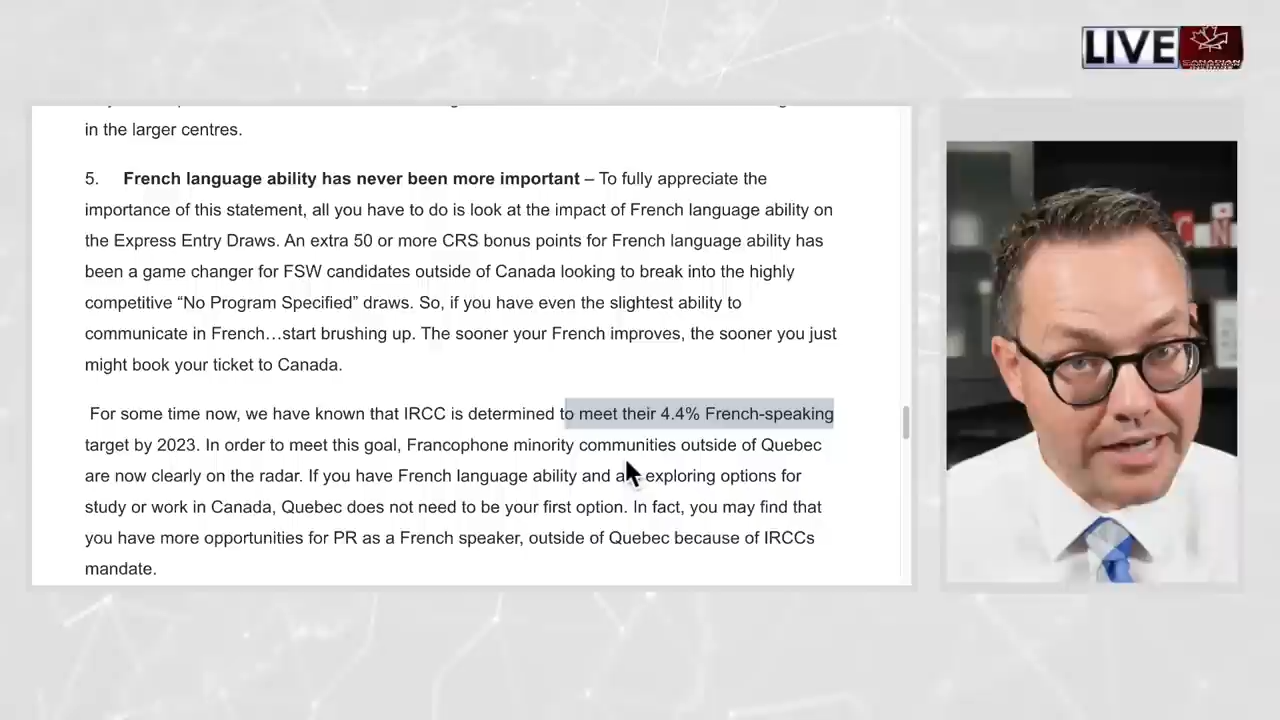 LIVE
CANADIAN
IMMIGRATION
INSTITUTE
in the larger centres.
5. French language ability has never been more important – To fully appreciate the
importance of this statement, all you have to do is look at the impact of French language ability on
the Express Entry Draws. An extra 50 or more CRS bonus points for French language ability has
been a game changer for FSW candidates outside of Canada looking to break into the highly
competitive “No Program Specified” draws. So, if you have even the slightest ability to
communicate in French…start brushing up. The sooner your French improves, the sooner you just
might book your ticket to Canada.
For some time now, we have known that IRCC is determined to meet their 4.4% French-speaking
target by 2023. In order to meet this goal, Francophone minority communities outside of Quebec
are now clearly on the radar. If you have French language ability and exploring options for
study or work in Canada, Quebec does not need to be your first option. In fact, you may find that
you have more opportunities for PR as a French speaker, outside of Quebec because of IRCCs
mandate.